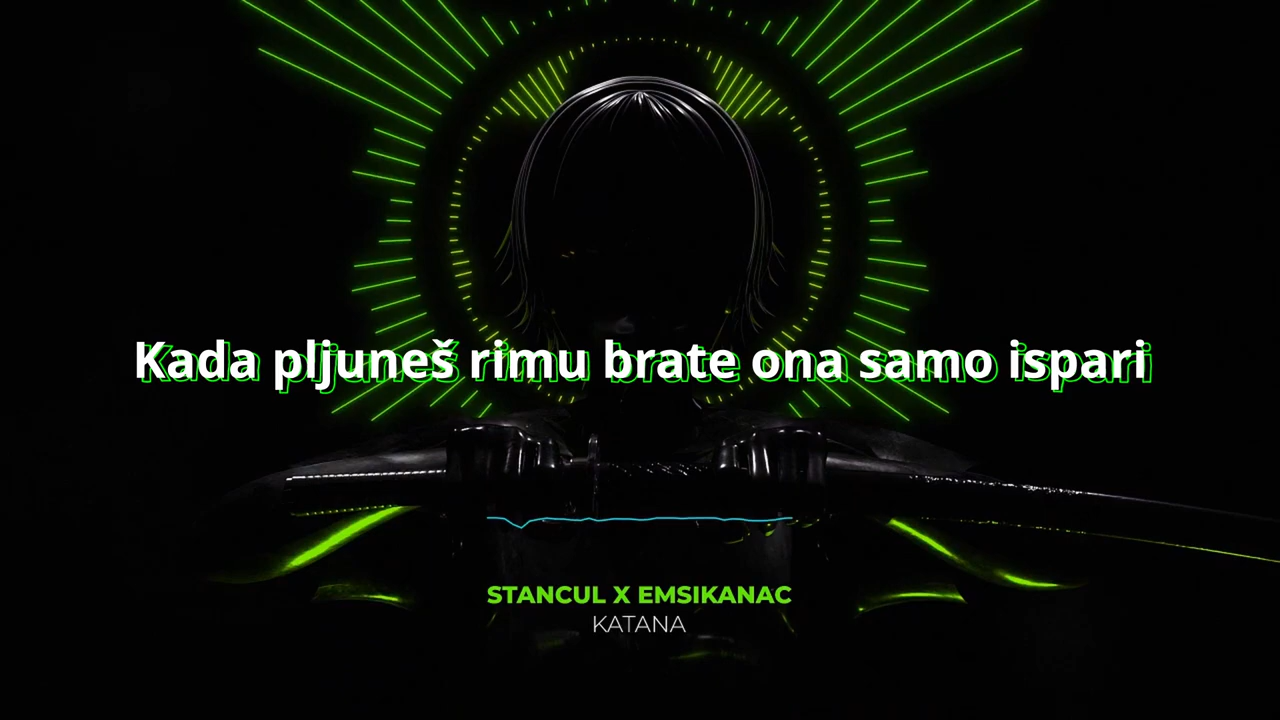 Kada pljuneš rimu brate ona samo ispari
STANCUL X EMSIKANAC
KATANA